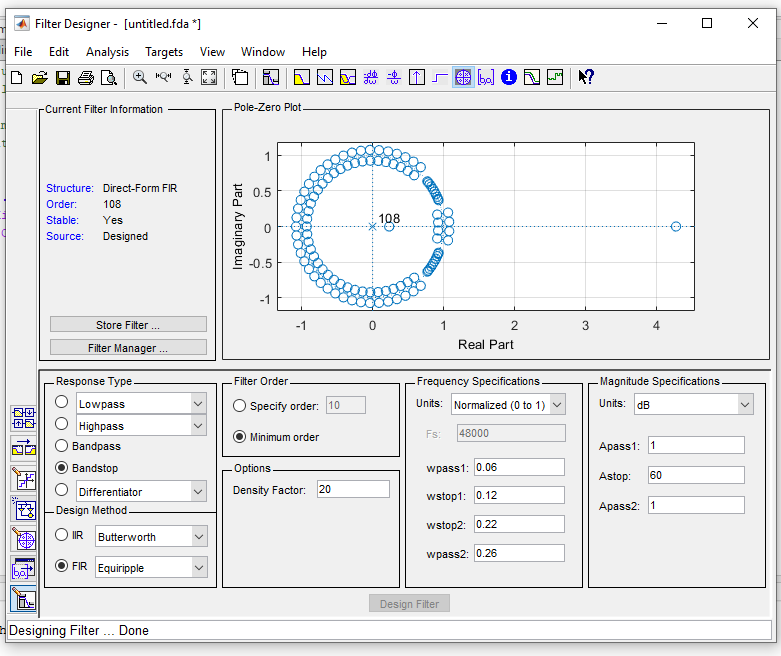 Filter Designer - [untitled.fda *]
File Edit Analysis Targets View Window Help
Current Filter Information
Structure: Direct-Form FIR
Order: 108
Stable: Yes
Source: Designed
Store Filter ...
Filter Manager ...
Pole-Zero Plot
Imaginary Part
1
0.5
0
-0.5
-1
108
-1 0 1 2 3 4
Real Part
Response Type
Lowpass
Highpass
Bandpass
Bandstop
Differentiator
Design Method
IIR Butterworth
FIR Equiripple
Filter Order
Specify order: 10
Minimum order
Options
Density Factor: 20
Frequency Specifications
Units: Normalized (0 to 1)
Fs: 48000
wpass1: 0.06
wstop1: 0.12
wstop2: 0.22
wpass2: 0.26
Magnitude Specifications
Units: dB
Apass1: 1
Astop: 60
Apass2: 1
Design Filter
Designing Filter ... Done